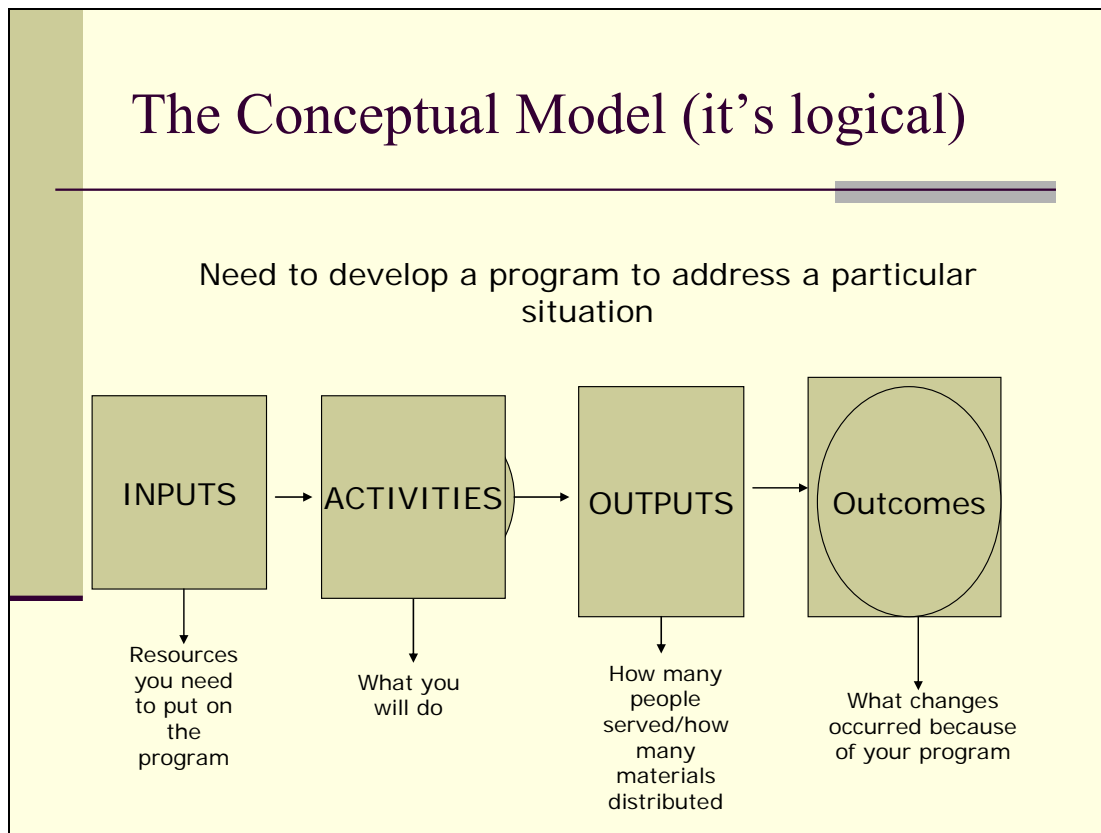 The Conceptual Model (it's logical)
Need to develop a program to address a particular
situation
INPUTS
ACTIVITIES
OUTPUTS
Outcomes
Resources
you need
to put on
the
program
What you
will do
How many
people
served/how
many
materials
distributed
What changes
occurred because
of your program